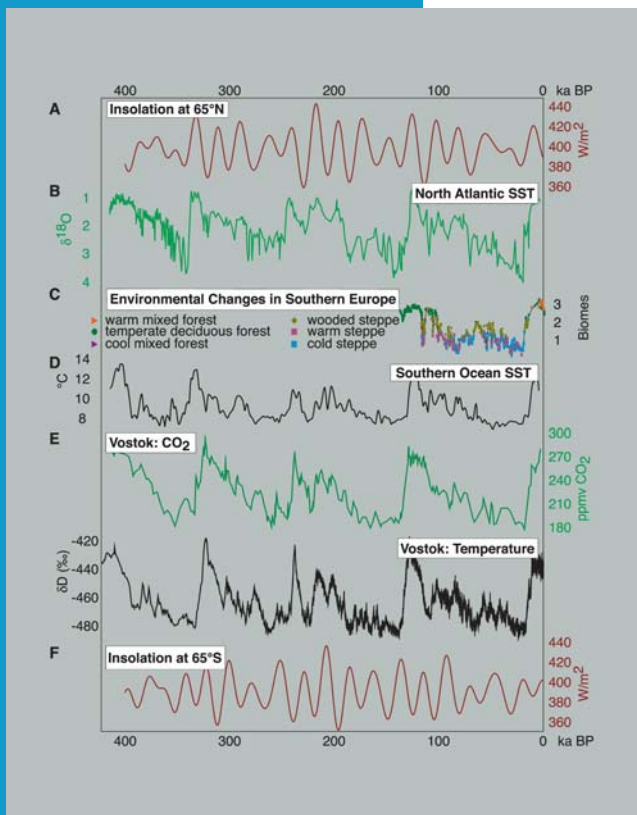 400 300 200 100 0 ka BP
A Insolation at 65°N 440
420
400
380
360
W/m²
B North Atlantic SST
1
2
3
4
δ¹⁸O
C Environmental Changes in Southern Europe
warm mixed forest wooded steppe
temperate deciduous forest warm steppe
cool mixed forest cold steppe
3
2
1
Biomes
D Southern Ocean SST
14
12
10
8
°C
E Vostok: CO₂
300
270
240
210
180
ppmv CO₂
Vostok: Temperature
-420
-440
-460
-480
δD (‰)
F Insolation at 65°S
440
420
400
380
360
W/m²
400 300 200 100 0 ka BP